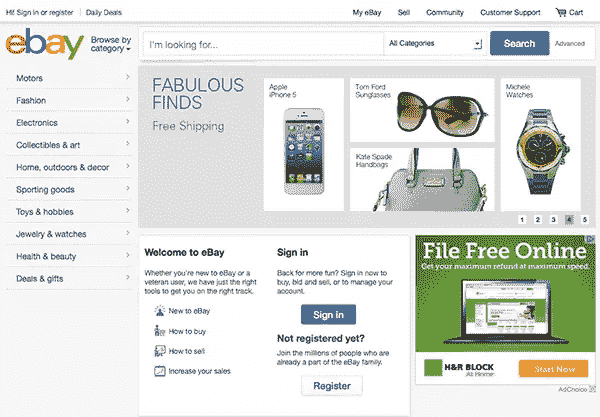 Hi! Sign in or register
Daily Deals
My eBay
Sell
Community
Customer Support
Cart
ebay
Browse by
category
I'm looking for...
All Categories
Search
Advanced
Motors
Fashion
Electronics
Collectibles & art
Home, outdoors & decor
Sporting goods
Toys & hobbies
Jewelry & watches
Health & beauty
Deals & gifts
FABULOUS
FINDS
Free Shipping
Apple
iPhone 5
Tom Ford
Sunglasses
Kate Spade
Handbags
Michele
Watches
1 2 3 4 5
Welcome to eBay
Whether you're new to eBay or a
veteran user, we have just the right
tools to get you on the right track.
New to eBay
How to buy
How to sell
Increase your sales
Sign in
Back for more fun? Sign in now to
buy, bid and sell, or to manage your
account.
Sign in
Not registered yet?
Join the millions of people who are
already a part of the eBay family.
Register
File Free Online
Get your maximum refund at maximum speed.
H&R BLOCK
At Home
Start Now
AdChoice